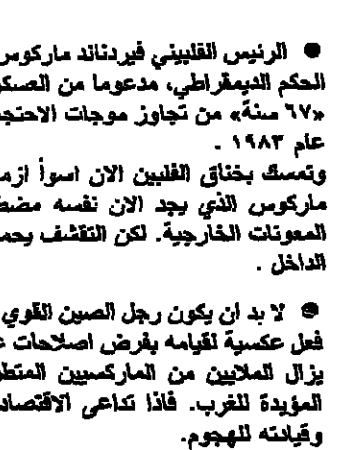 ● الرئيس الفليبيني فيردناند ماركوس
الحكم الديمقراطي، مدعوما من العسكر
«٦٧ سنة» من تجاوز موجات الاحتج
عام ١٩٨٣ .
وتمسك بخناق الفلبين الان اسوأ ازم
ماركوس الذي يجد الان نفسه مضط
المعونات الخارجية. لكن التقشف يحم
الداخل .
● لا بد ان يكون رجل الصين القوي
فعل عكسية لقيامه بفرض اصلاحات ع
يزال الملايين من الماركسيين المتطر
المؤيدة للغرب. فاذا تداعى الاقتصاد
وقيادته للهجوم.